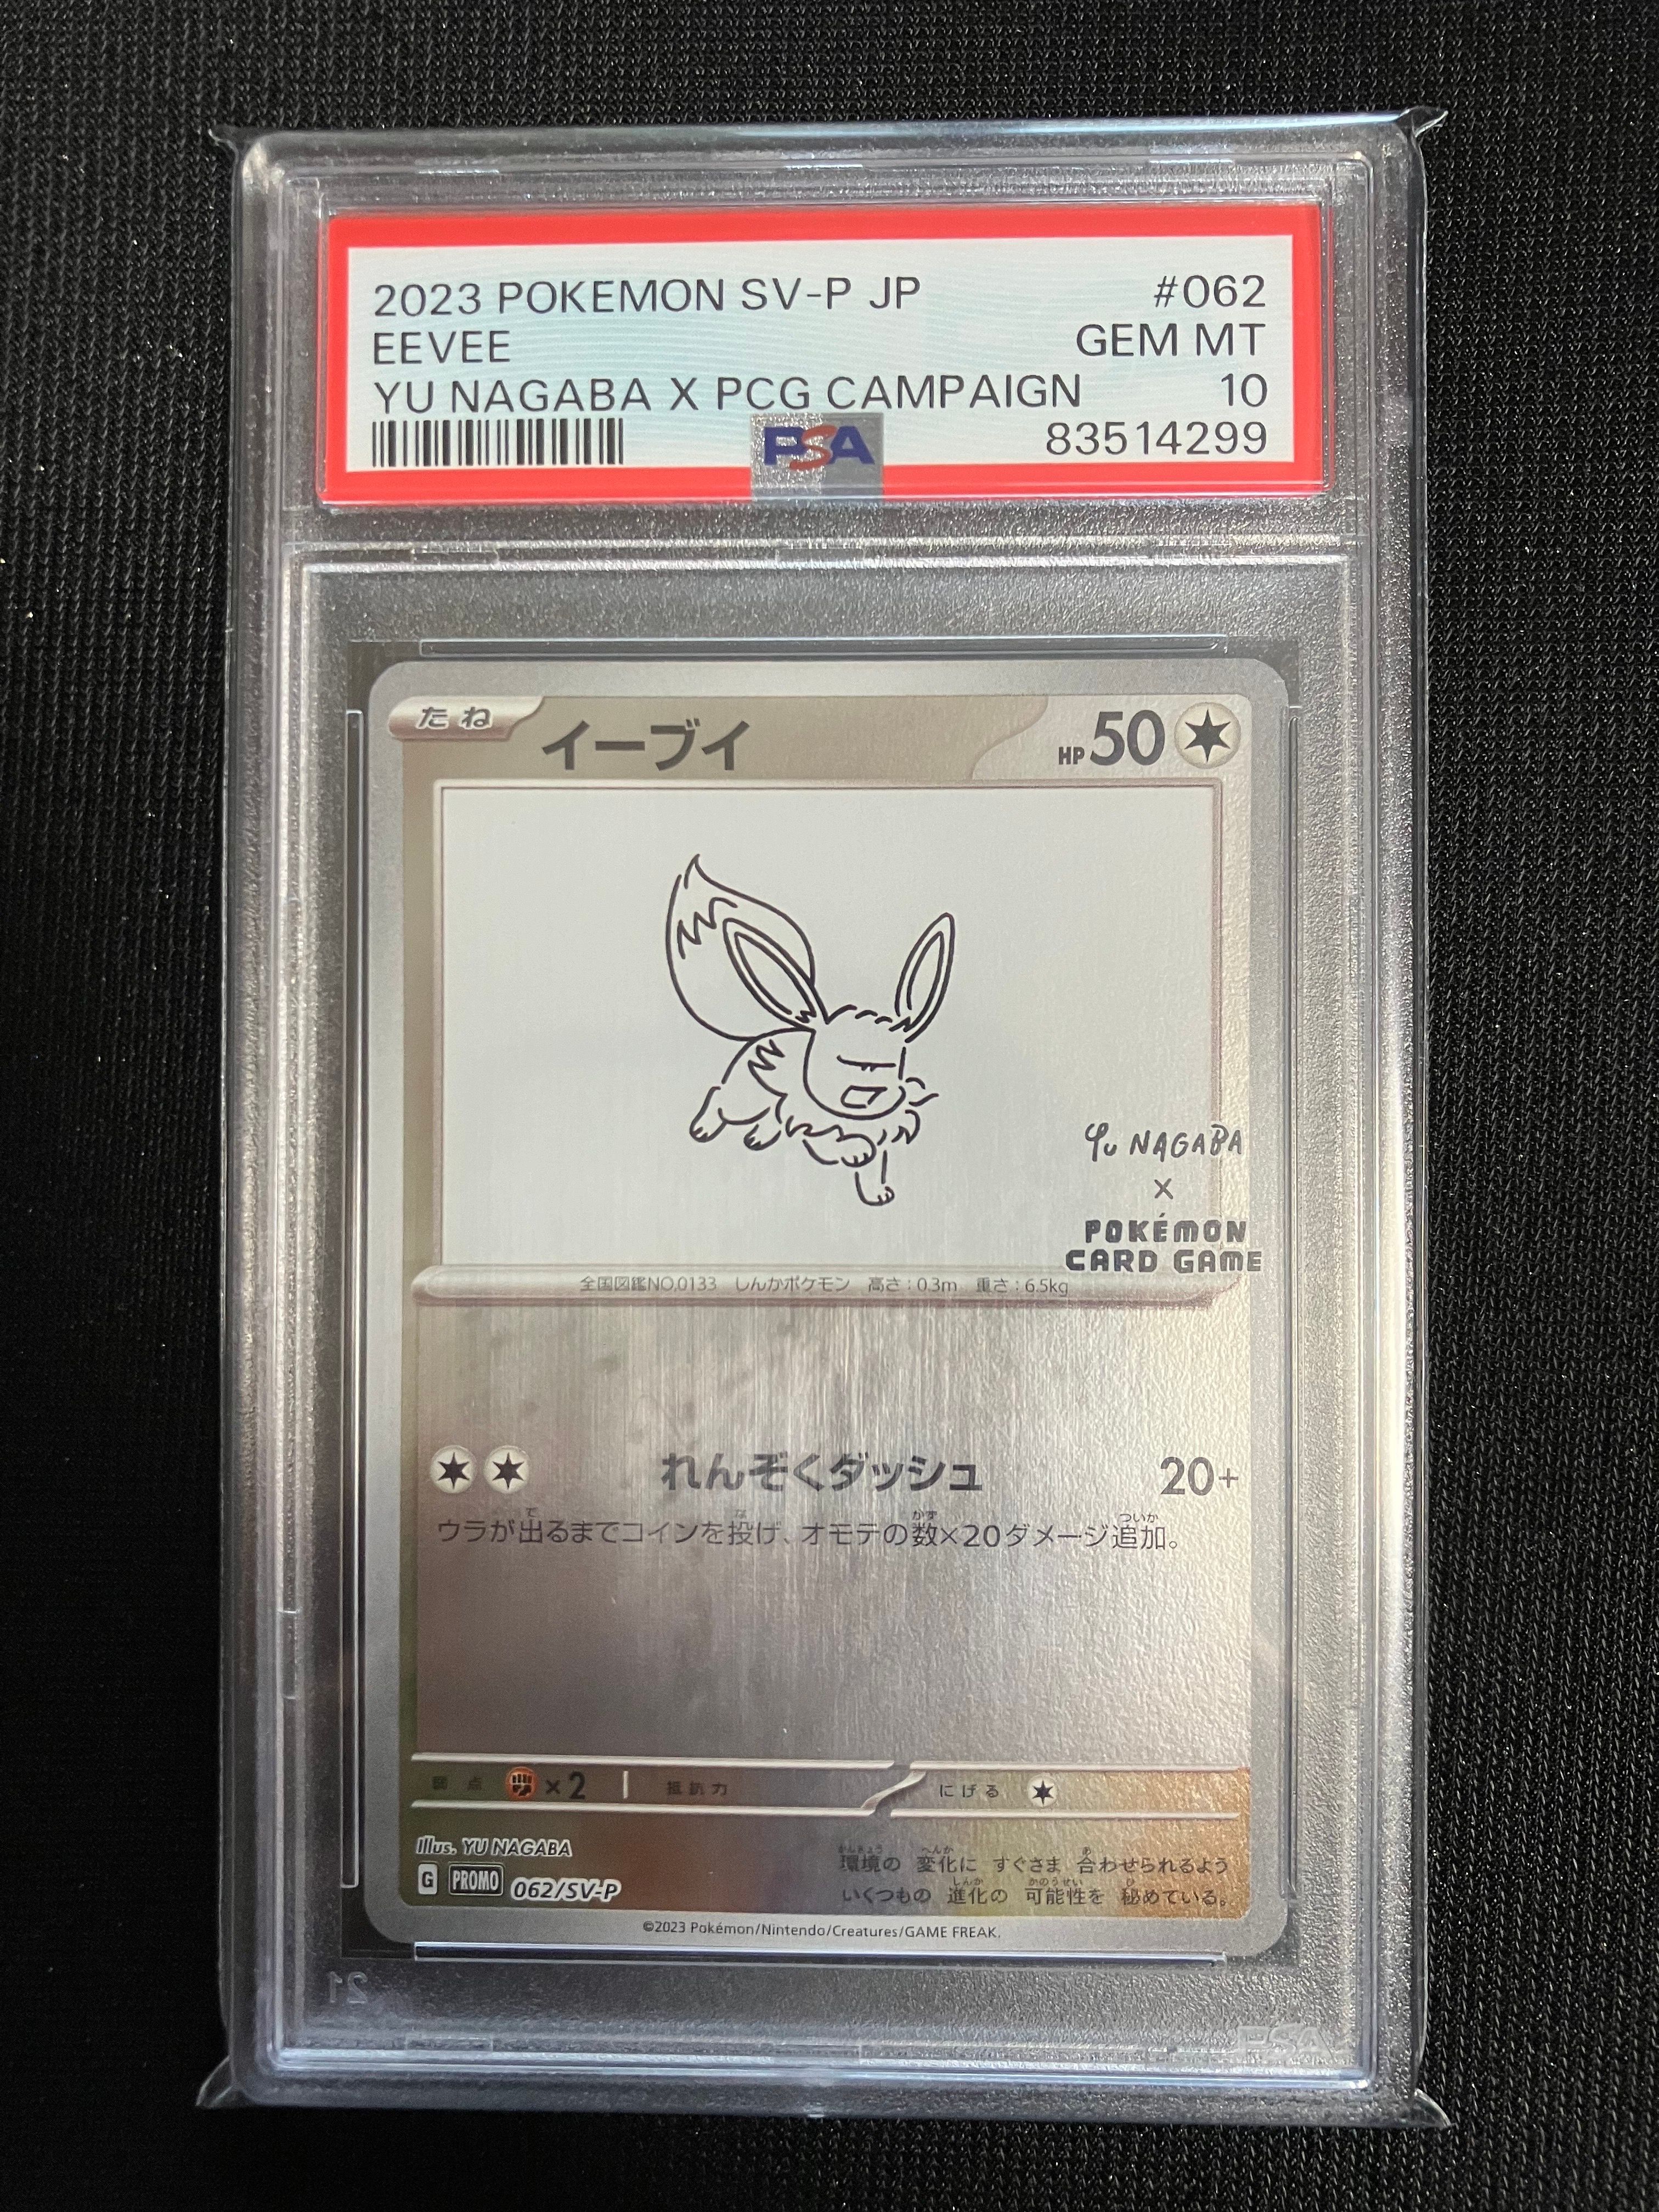 2023 POKEMON SV-P JP #062
EEVEE GEM MT
YU NAGABA X PCG CAMPAIGN 10
PSA 83514299
たね イーブイ HP 50
YU NAGABA
×
POKÉMON
CARD GAME
全国図鑑NO.0133 しんかポケモン 高さ:0.3m 重さ:6.5kg
れんぞくダッシュ 20+
ウラが出るまでコインを投げ、オモテの数×20ダメージ追加。
弱点 ×2 抵抗力 にげる
Illus. YU NAGABA
G PROMO 062/SV-P
環境の 変化に すぐさま 合わせられるよう
いくつもの 進化の 可能性を 秘めている。
©2023 Pokémon/Nintendo/Creatures/GAME FREAK.
21 PSA